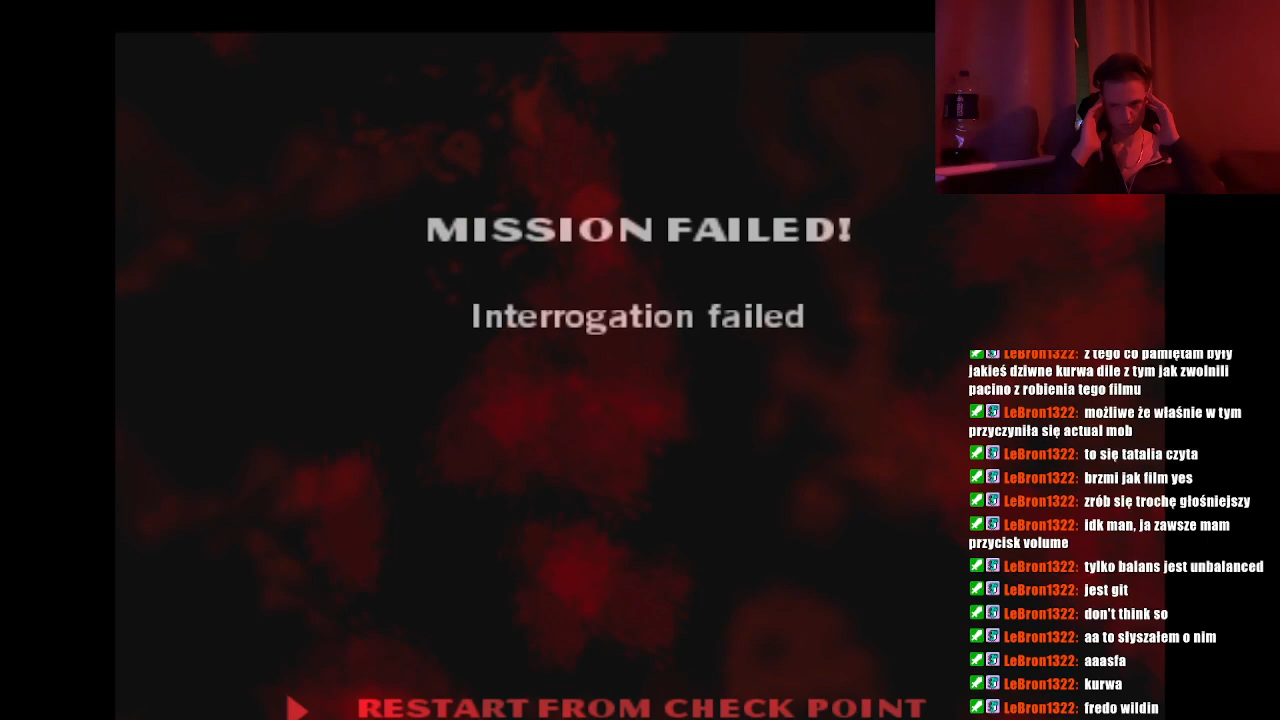 MISSION FAILED!
Interrogation failed
RESTART FROM CHECK POINT
LeBron1322: z tego co pamiętam były
jakieś dziwne kurwa dile z tym jak zwolnili
pacino z robienia tego filmu
LeBron1322: możliwe że właśnie w tym
przyczyniła się actual mob
LeBron1322: to się tatalia czyta
LeBron1322: brzmi jak film yes
LeBron1322: zrób się trochę głośniejszy
LeBron1322: idk man, ja zawsze mam
przycisk volume
LeBron1322: tylko balans jest unbalanced
LeBron1322: jest git
LeBron1322: don't think so
LeBron1322: aa to slyszałem o nim
LeBron1322: aaasfa
LeBron1322: kurwa
LeBron1322: fredo wildin